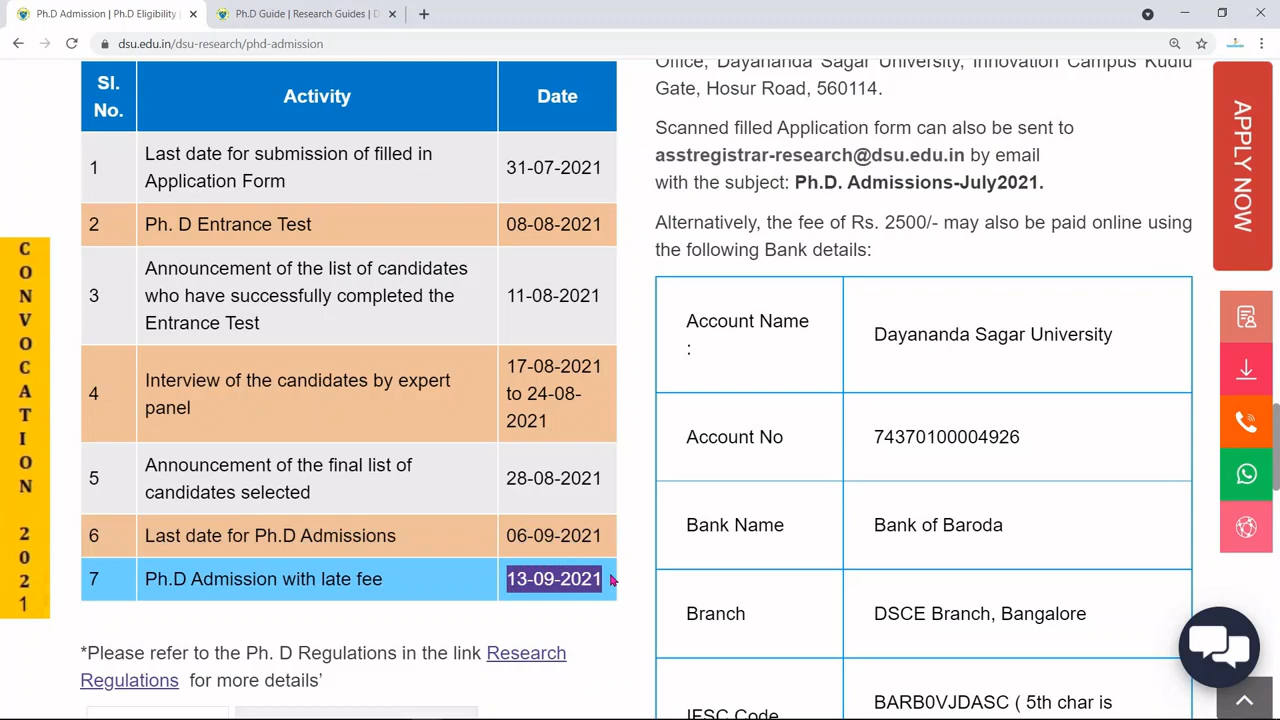 Ph.D Admission | Ph.D Eligibility
Ph.D Guide | Research Guides | D
dsu.edu.in/dsu-research/phd-admission
Sl. No.
Activity
Date
1
Last date for submission of filled in
Application Form
31-07-2021
2
Ph. D Entrance Test
08-08-2021
3
Announcement of the list of candidates
who have successfully completed the
Entrance Test
11-08-2021
4
Interview of the candidates by expert
panel
17-08-2021
to 24-08-
2021
5
Announcement of the final list of
candidates selected
28-08-2021
6
Last date for Ph.D Admissions
06-09-2021
7
Ph.D Admission with late fee
13-09-2021
*Please refer to the Ph. D Regulations in the link Research
Regulations for more details'
Office, Dayananda Sagar University, Innovation Campus Kudlu
Gate, Hosur Road, 560114.
Scanned filled Application form can also be sent to
asstregistrar-research@dsu.edu.in by email
with the subject: Ph.D. Admissions-July2021.
Alternatively, the fee of Rs. 2500/- may also be paid online using
the following Bank details:
Account Name
:
Dayananda Sagar University
Account No
74370100004926
Bank Name
Bank of Baroda
Branch
DSCE Branch, Bangalore
IFSC Code
BARB0VJDASC ( 5th char is
CONVOCATION 2021
APPLY NOW